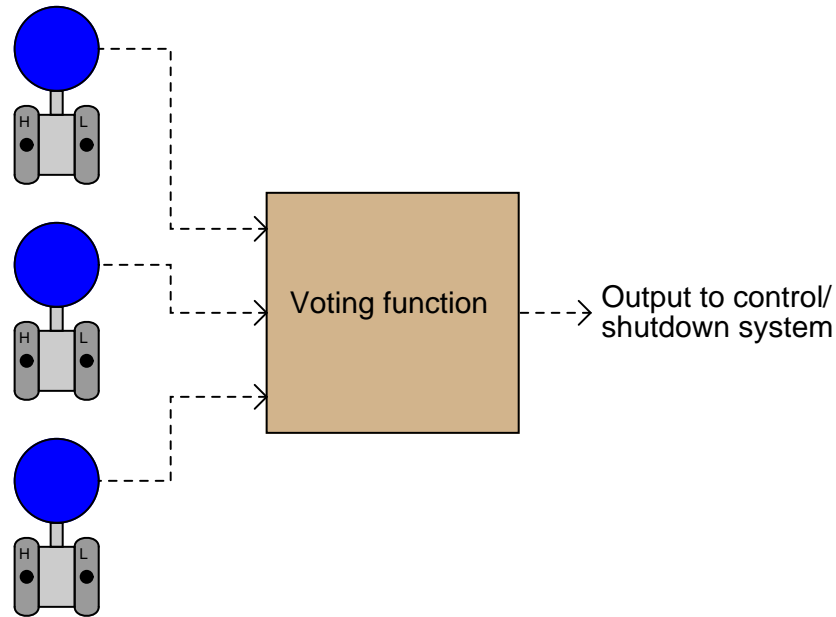 H L
H L
H L
Voting function
Output to control/
shutdown system